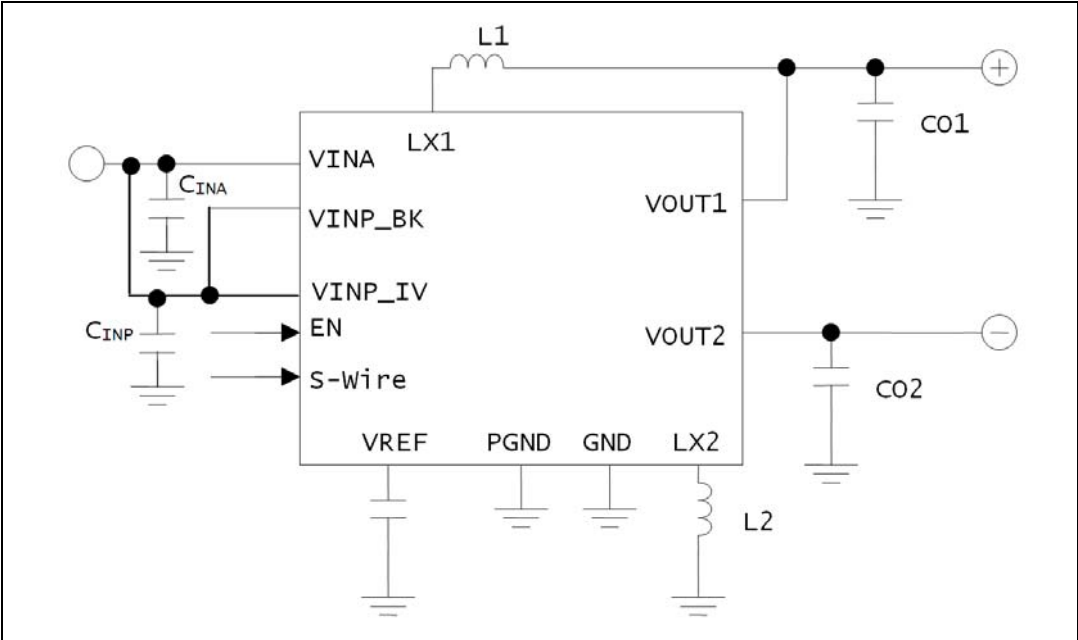 L1
LX1
CO1
VINA
CINA
VINP_BK
VOUT1
VINP_IV
CINP
EN
VOUT2
S-Wire
CO2
VREF
PGND
GND
LX2
L2
+
−